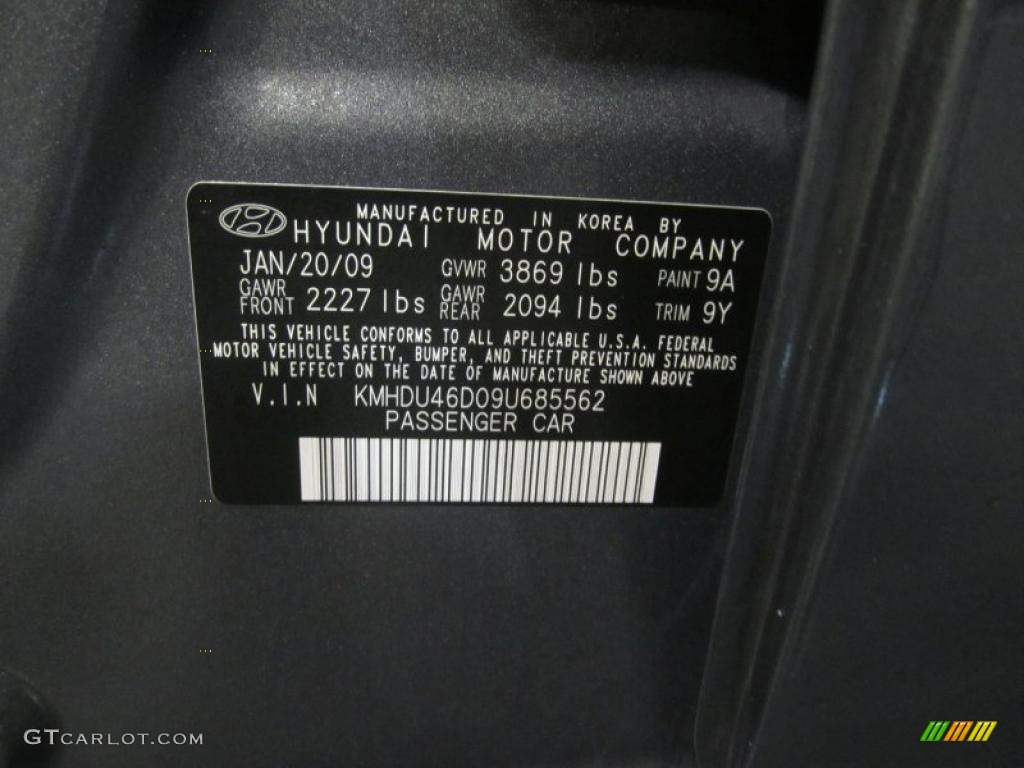 MANUFACTURED IN KOREA BY
HYUNDAI MOTOR COMPANY
JAN/20/09 GVWR 3869 lbs PAINT 9A
GAWR FRONT 2227 lbs GAWR REAR 2094 lbs TRIM 9Y
THIS VEHICLE CONFORMS TO ALL APPLICABLE U.S.A. FEDERAL
MOTOR VEHICLE SAFETY, BUMPER, AND THEFT PREVENTION STANDARDS
IN EFFECT ON THE DATE OF MANUFACTURE SHOWN ABOVE
V.I.N KMHDU46D09U685562
PASSENGER CAR
GTCARLOT.COM